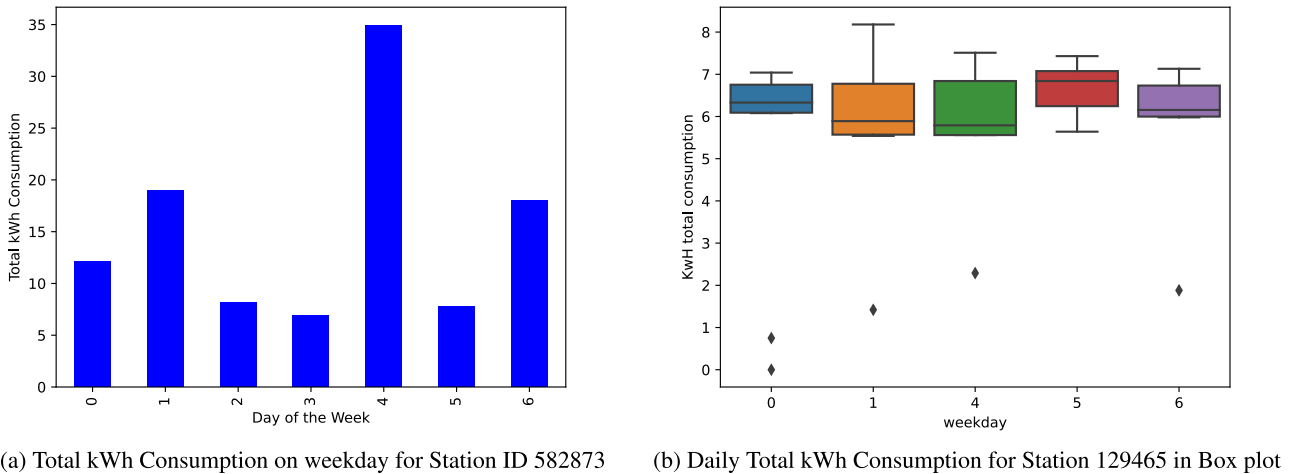 35
30
25
20
15
10
5
0
Total kWh Consumption
0 1 2 3 4 5 6
Day of the Week
(a) Total kWh Consumption on weekday for Station ID 582873
8
7
6
5
4
3
2
1
0
KwH total consumption
0 1 4 5 6
weekday
(b) Daily Total kWh Consumption for Station 129465 in Box plot